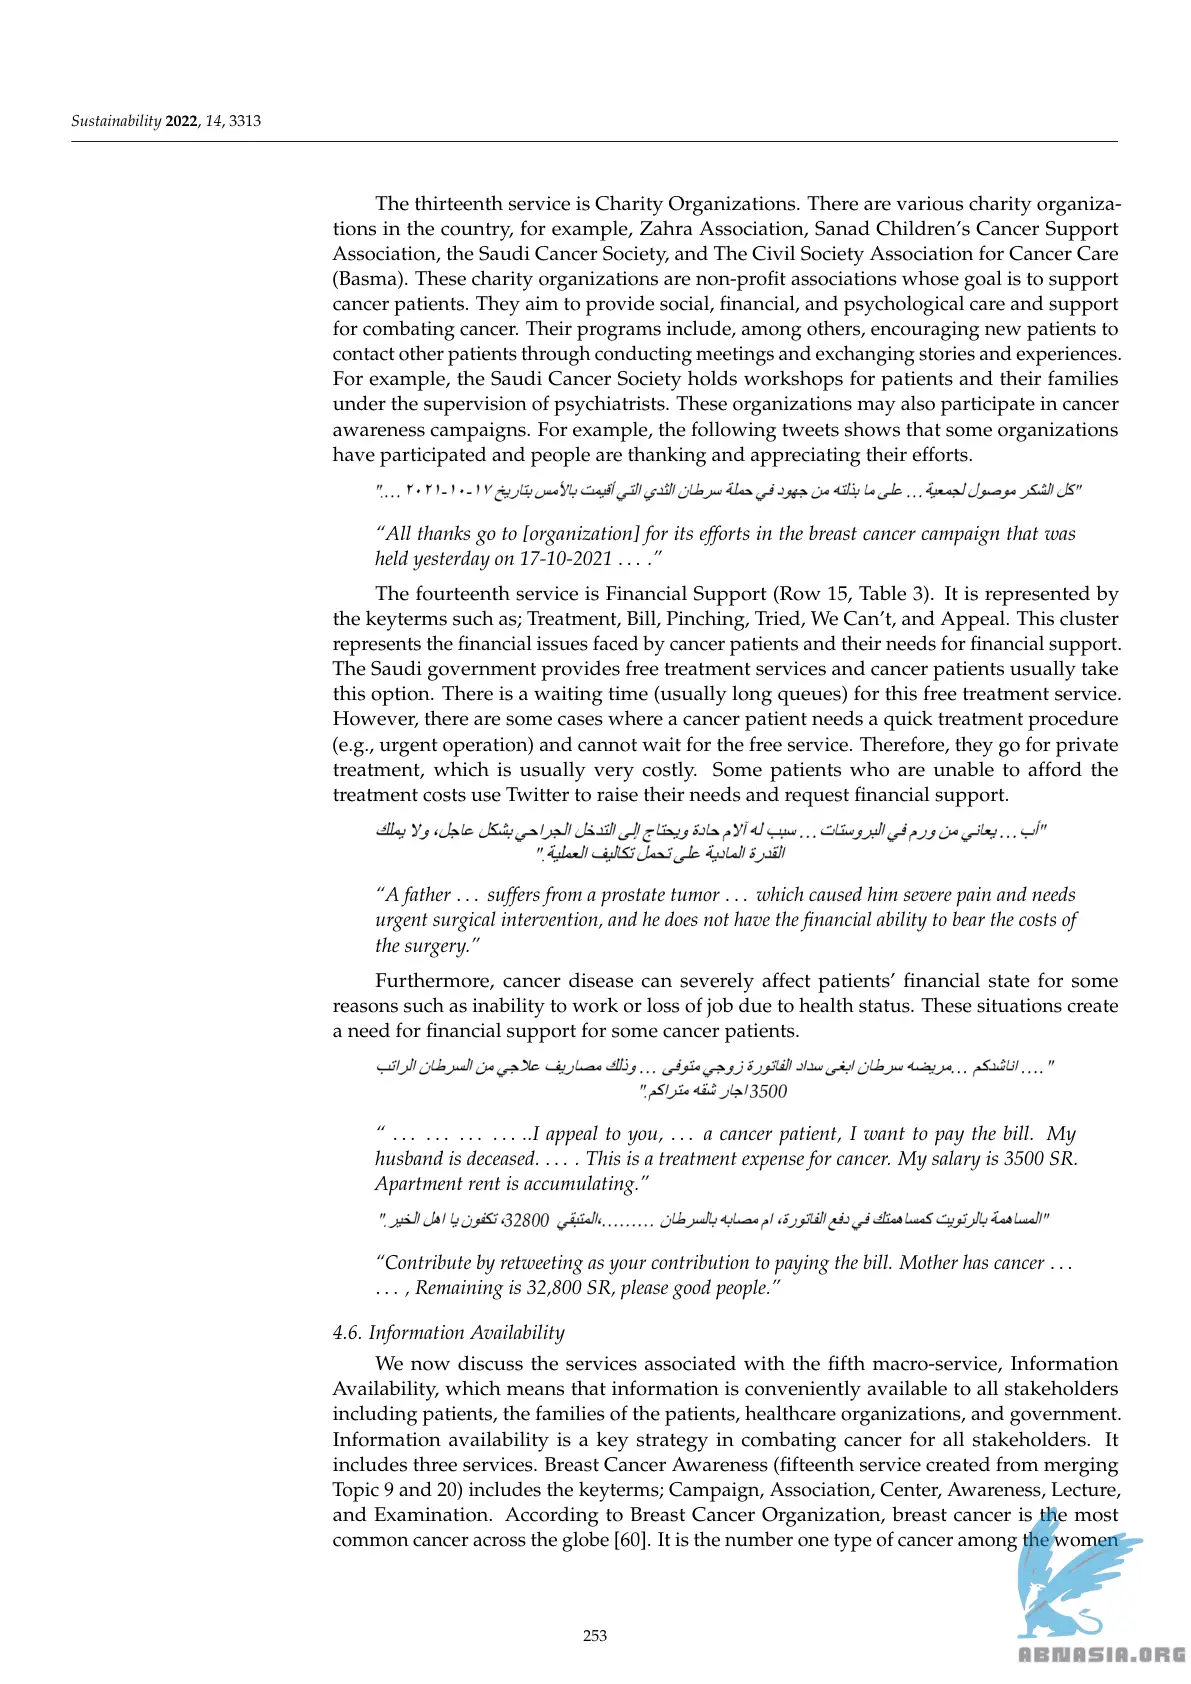 Sustainability 2022, 14, 3313
The thirteenth service is Charity Organizations. There are various charity organiza-
tions in the country, for example, Zahra Association, Sanad Children's Cancer Support
Association, the Saudi Cancer Society, and The Civil Society Association for Cancer Care
(Basma). These charity organizations are non-profit associations whose goal is to support
cancer patients. They aim to provide social, financial, and psychological care and support
for combating cancer. Their programs include, among others, encouraging new patients to
contact other patients through conducting meetings and exchanging stories and experiences.
For example, the Saudi Cancer Society holds workshops for patients and their families
under the supervision of psychiatrists. These organizations may also participate in cancer
awareness campaigns. For example, the following tweets shows that some organizations
have participated and people are thanking and appreciating their efforts.
"كل الشكر موصول لجمعية... على ما بذلته من جهود في حملة سرطان الثدي التي أقيمت بالأمس بتاريخ ١٧-١٠-٢٠٢١ ...."
“All thanks go to [organization] for its efforts in the breast cancer campaign that was
held yesterday on 17-10-2021 . . . .”
The fourteenth service is Financial Support (Row 15, Table 3). It is represented by
the keyterms such as; Treatment, Bill, Pinching, Tried, We Can't, and Appeal. This cluster
represents the financial issues faced by cancer patients and their needs for financial support.
The Saudi government provides free treatment services and cancer patients usually take
this option. There is a waiting time (usually long queues) for this free treatment service.
However, there are some cases where a cancer patient needs a quick treatment procedure
(e.g., urgent operation) and cannot wait for the free service. Therefore, they go for private
treatment, which is usually very costly. Some patients who are unable to afford the
treatment costs use Twitter to raise their needs and request financial support.
"أب... يعاني من ورم في البروستات... سبب له آلام حادة ويحتاج إلى التدخل الجراحي بشكل عاجل، ولا يملك
القدرة المادية على تحمل تكاليف العملية."
“A father . . . suffers from a prostate tumor . . . which caused him severe pain and needs
urgent surgical intervention, and he does not have the financial ability to bear the costs of
the surgery.”
Furthermore, cancer disease can severely affect patients' financial state for some
reasons such as inability to work or loss of job due to health status. These situations create
a need for financial support for some cancer patients.
".... اناشدكم ...مريضه سرطان ابغى سداد الفاتورة زوجي متوفى ... وذلك مصاريف علاجي من السرطان الراتب
3500 اجار شقه متراكم."
“ . . . . . . . . . . . . ..I appeal to you, . . . a cancer patient, I want to pay the bill. My
husband is deceased. . . . . This is a treatment expense for cancer. My salary is 3500 SR.
Apartment rent is accumulating.”
"المساهمة بالرتويت كمساهمتك في دفع الفاتورة، ام مصابه بالسرطان .........،المتبقي 32800، تكفون يا اهل الخير."
“Contribute by retweeting as your contribution to paying the bill. Mother has cancer . . .
. . . , Remaining is 32,800 SR, please good people.”
4.6. Information Availability
We now discuss the services associated with the fifth macro-service, Information
Availability, which means that information is conveniently available to all stakeholders
including patients, the families of the patients, healthcare organizations, and government.
Information availability is a key strategy in combating cancer for all stakeholders. It
includes three services. Breast Cancer Awareness (fifteenth service created from merging
Topic 9 and 20) includes the keyterms; Campaign, Association, Center, Awareness, Lecture,
and Examination. According to Breast Cancer Organization, breast cancer is the most
common cancer across the globe [60]. It is the number one type of cancer among the women
253
ABNASIA.ORG